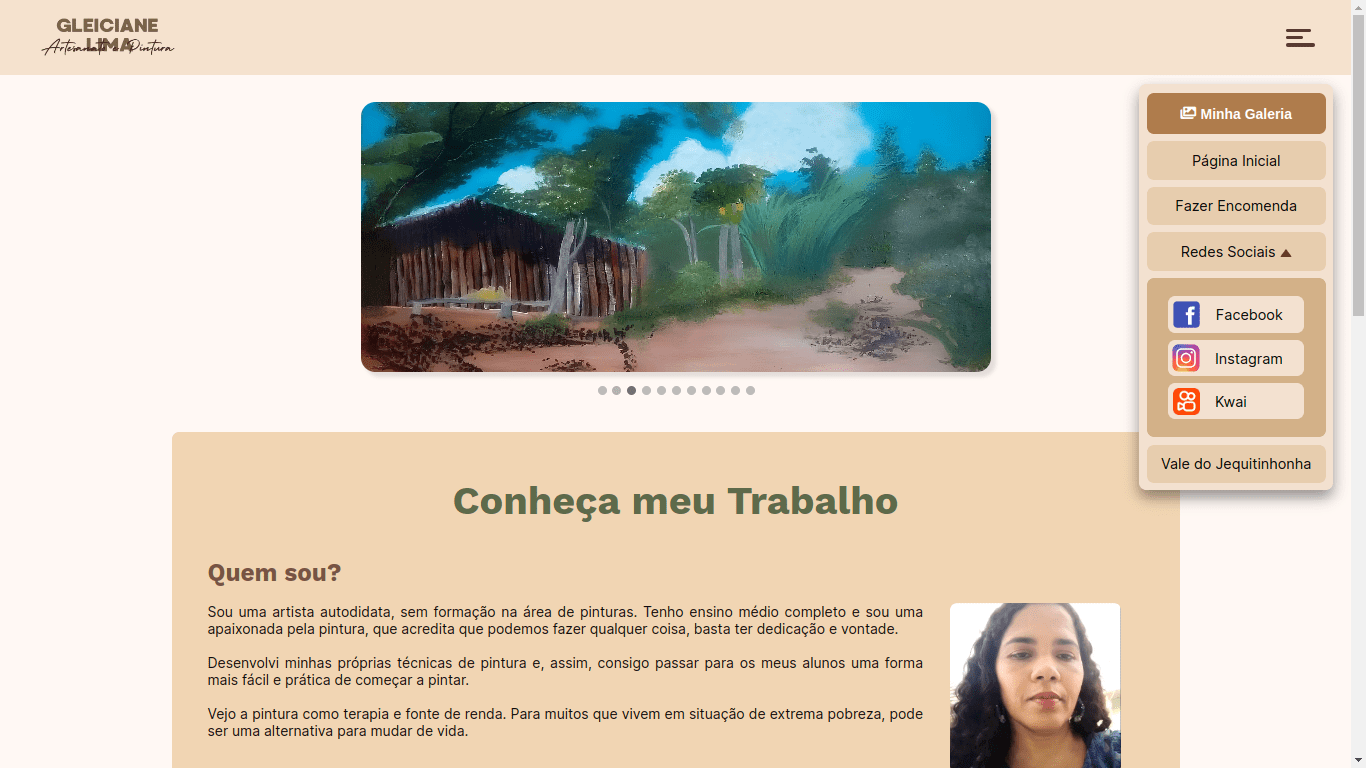 GLEICIANE
LIMA
Artesanato e Pintura
Minha Galeria
Página Inicial
Fazer Encomenda
Redes Sociais
Facebook
Instagram
Kwai
Vale do Jequitinhonha
Conheça meu Trabalho
Quem sou?
Sou uma artista autodidata, sem formação na área de pinturas. Tenho ensino médio completo e sou uma
apaixonada pela pintura, que acredita que podemos fazer qualquer coisa, basta ter dedicação e vontade.
Desenvolvi minhas próprias técnicas de pintura e, assim, consigo passar para os meus alunos uma forma
mais fácil e prática de começar a pintar.
Vejo a pintura como terapia e fonte de renda. Para muitos que vivem em situação de extrema pobreza, pode
ser uma alternativa para mudar de vida.